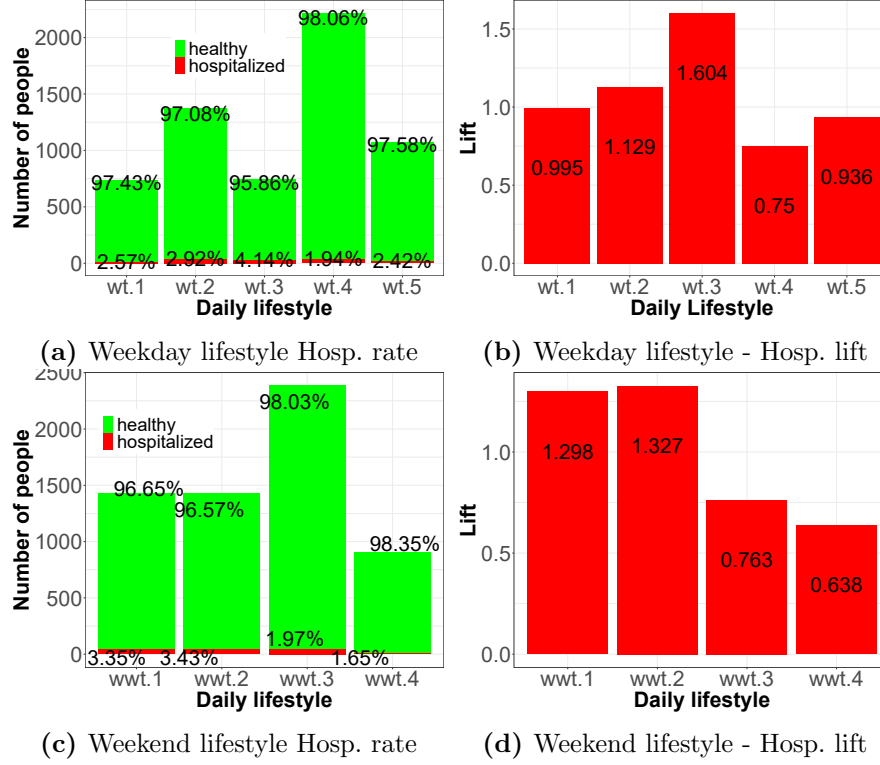 Number of people
2000
1500
1000
500
0
healthy
hospitalized
97.43%
97.08%
95.86%
98.06%
97.58%
2.57%
2.92%
4.14%
1.94%
2.42%
wt.1 wt.2 wt.3 wt.4 wt.5
Daily lifestyle
(a) Weekday lifestyle Hosp. rate
Lift
1.5
1.0
0.5
0.0
0.995
1.129
1.604
0.75
0.936
wt.1 wt.2 wt.3 wt.4 wt.5
Daily Lifestyle
(b) Weekday lifestyle - Hosp. lift
Number of people
2500
2000
1500
1000
500
0
healthy
hospitalized
96.65%
96.57%
98.03%
98.35%
3.35%
3.43%
1.97%
1.65%
wwt.1 wwt.2 wwt.3 wwt.4
Daily lifestyle
(c) Weekend lifestyle Hosp. rate
Lift
1.0
0.5
0.0
1.298
1.327
0.763
0.638
wwt.1 wwt.2 wwt.3 wwt.4
Daily lifestyle
(d) Weekend lifestyle - Hosp. lift